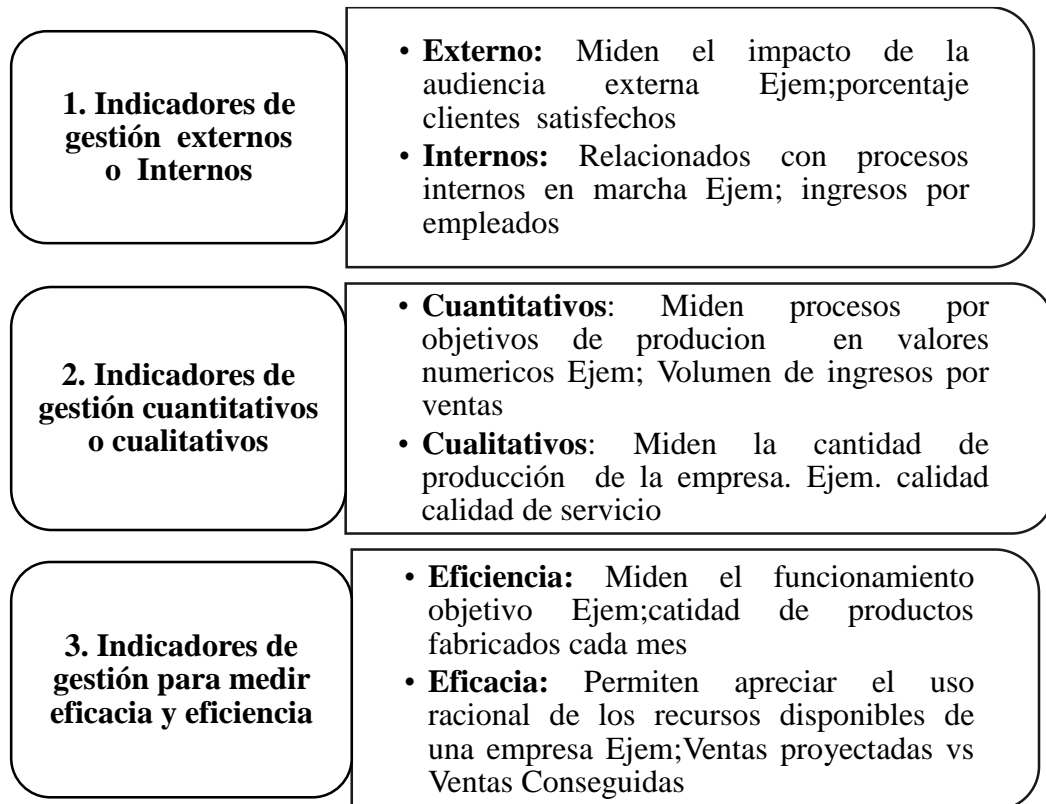 1. Indicadores de
gestión externos
o Internos
• Externo: Miden el impacto de la
audiencia externa Ejem;porcentaje
clientes satisfechos
• Internos: Relacionados con procesos
internos en marcha Ejem; ingresos por
empleados
2. Indicadores de
gestión cuantitativos
o cualitativos
• Cuantitativos: Miden procesos por
objetivos de producion en valores
numericos Ejem; Volumen de ingresos por
ventas
• Cualitativos: Miden la cantidad de
producción de la empresa. Ejem. calidad
calidad de servicio
3. Indicadores de
gestión para medir
eficacia y eficiencia
• Eficiencia: Miden el funcionamiento
objetivo Ejem;catidad de productos
fabricados cada mes
• Eficacia: Permiten apreciar el uso
racional de los recursos disponibles de
una empresa Ejem;Ventas proyectadas vs
Ventas Conseguidas